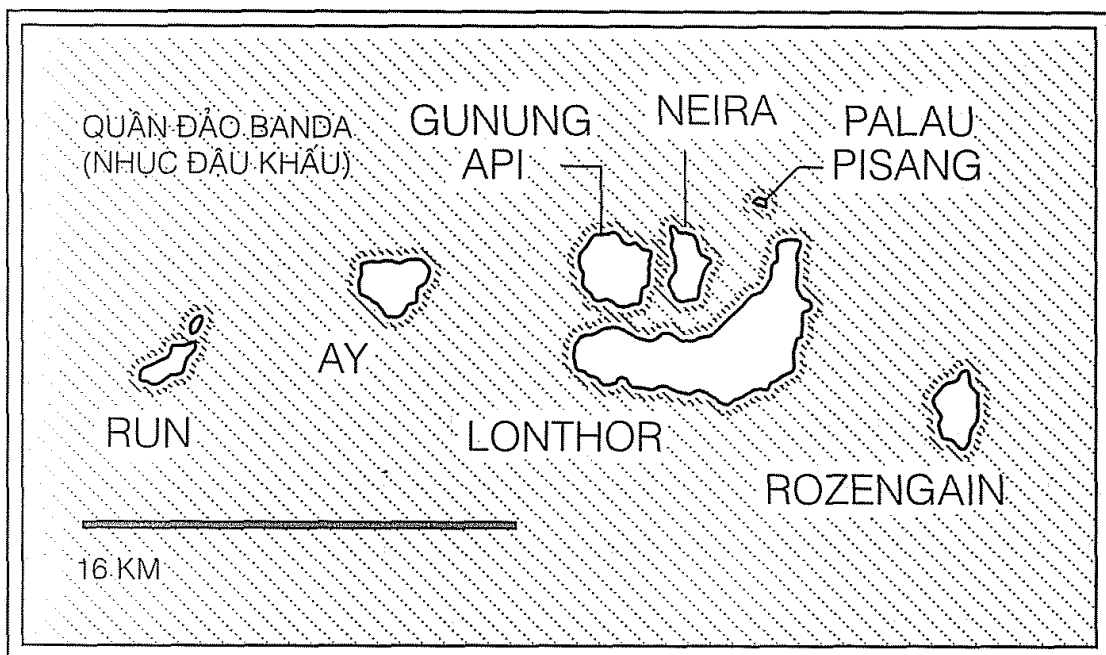 QUẦN ĐẢO BANDA
(NHỤC ĐẬU KHẤU)
GUNUNG
API
NEIRA
PALAU
PISANG
AY
RUN
LONTHOR
ROZENGAIN
16 KM